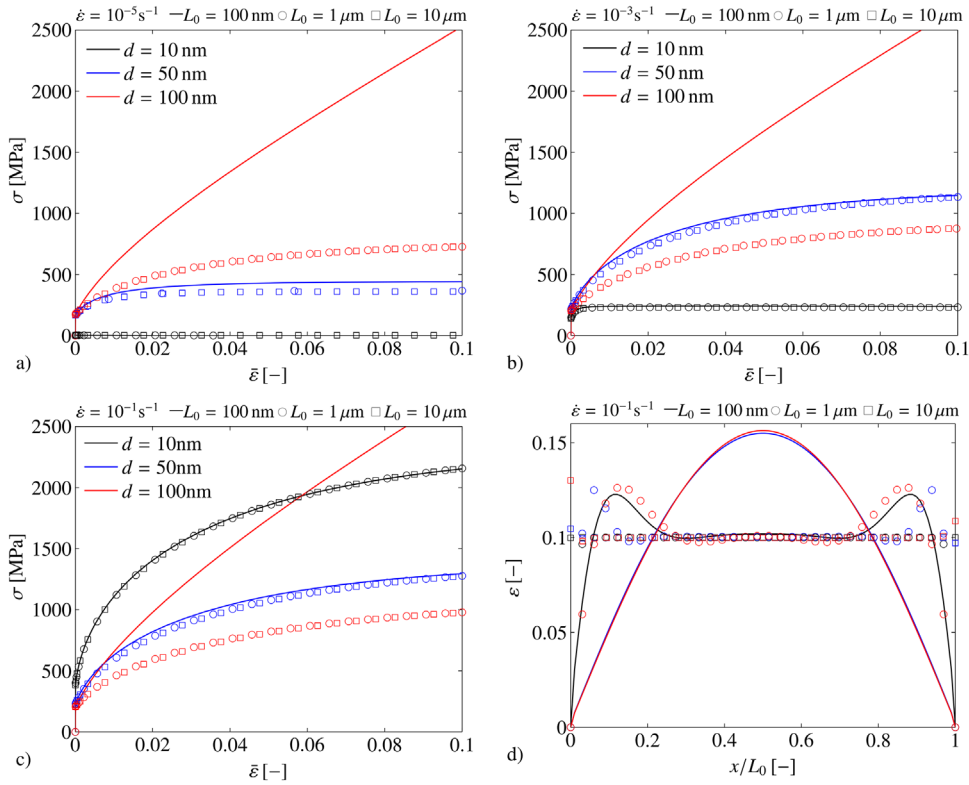 ε̇ = 10⁻⁵ s⁻¹ —L₀ = 100 nm ○ L₀ = 1 μm □ L₀ = 10 μm
2500
2000
1500
1000
500
0
σ [MPa]
d = 10 nm
d = 50 nm
d = 100 nm
0 0.02 0.04 0.06 0.08 0.1
a)
ε̄ [−]
ε̇ = 10⁻³ s⁻¹ —L₀ = 100 nm ○ L₀ = 1 μm □ L₀ = 10 μm
2500
2000
1500
1000
500
0
σ [MPa]
d = 10 nm
d = 50 nm
d = 100 nm
0 0.02 0.04 0.06 0.08 0.1
b)
ε̄ [−]
ε̇ = 10⁻¹ s⁻¹ —L₀ = 100 nm ○ L₀ = 1 μm □ L₀ = 10 μm
2500
2000
1500
1000
500
0
σ [MPa]
d = 10nm
d = 50nm
d = 100nm
0 0.02 0.04 0.06 0.08 0.1
c)
ε̄ [−]
ε̇ = 10⁻¹ s⁻¹ —L₀ = 100 nm ○ L₀ = 1 μm □ L₀ = 10 μm
0.15
0.1
0.05
0
ε [−]
0 0.2 0.4 0.6 0.8 1
d)
x/L₀ [−]